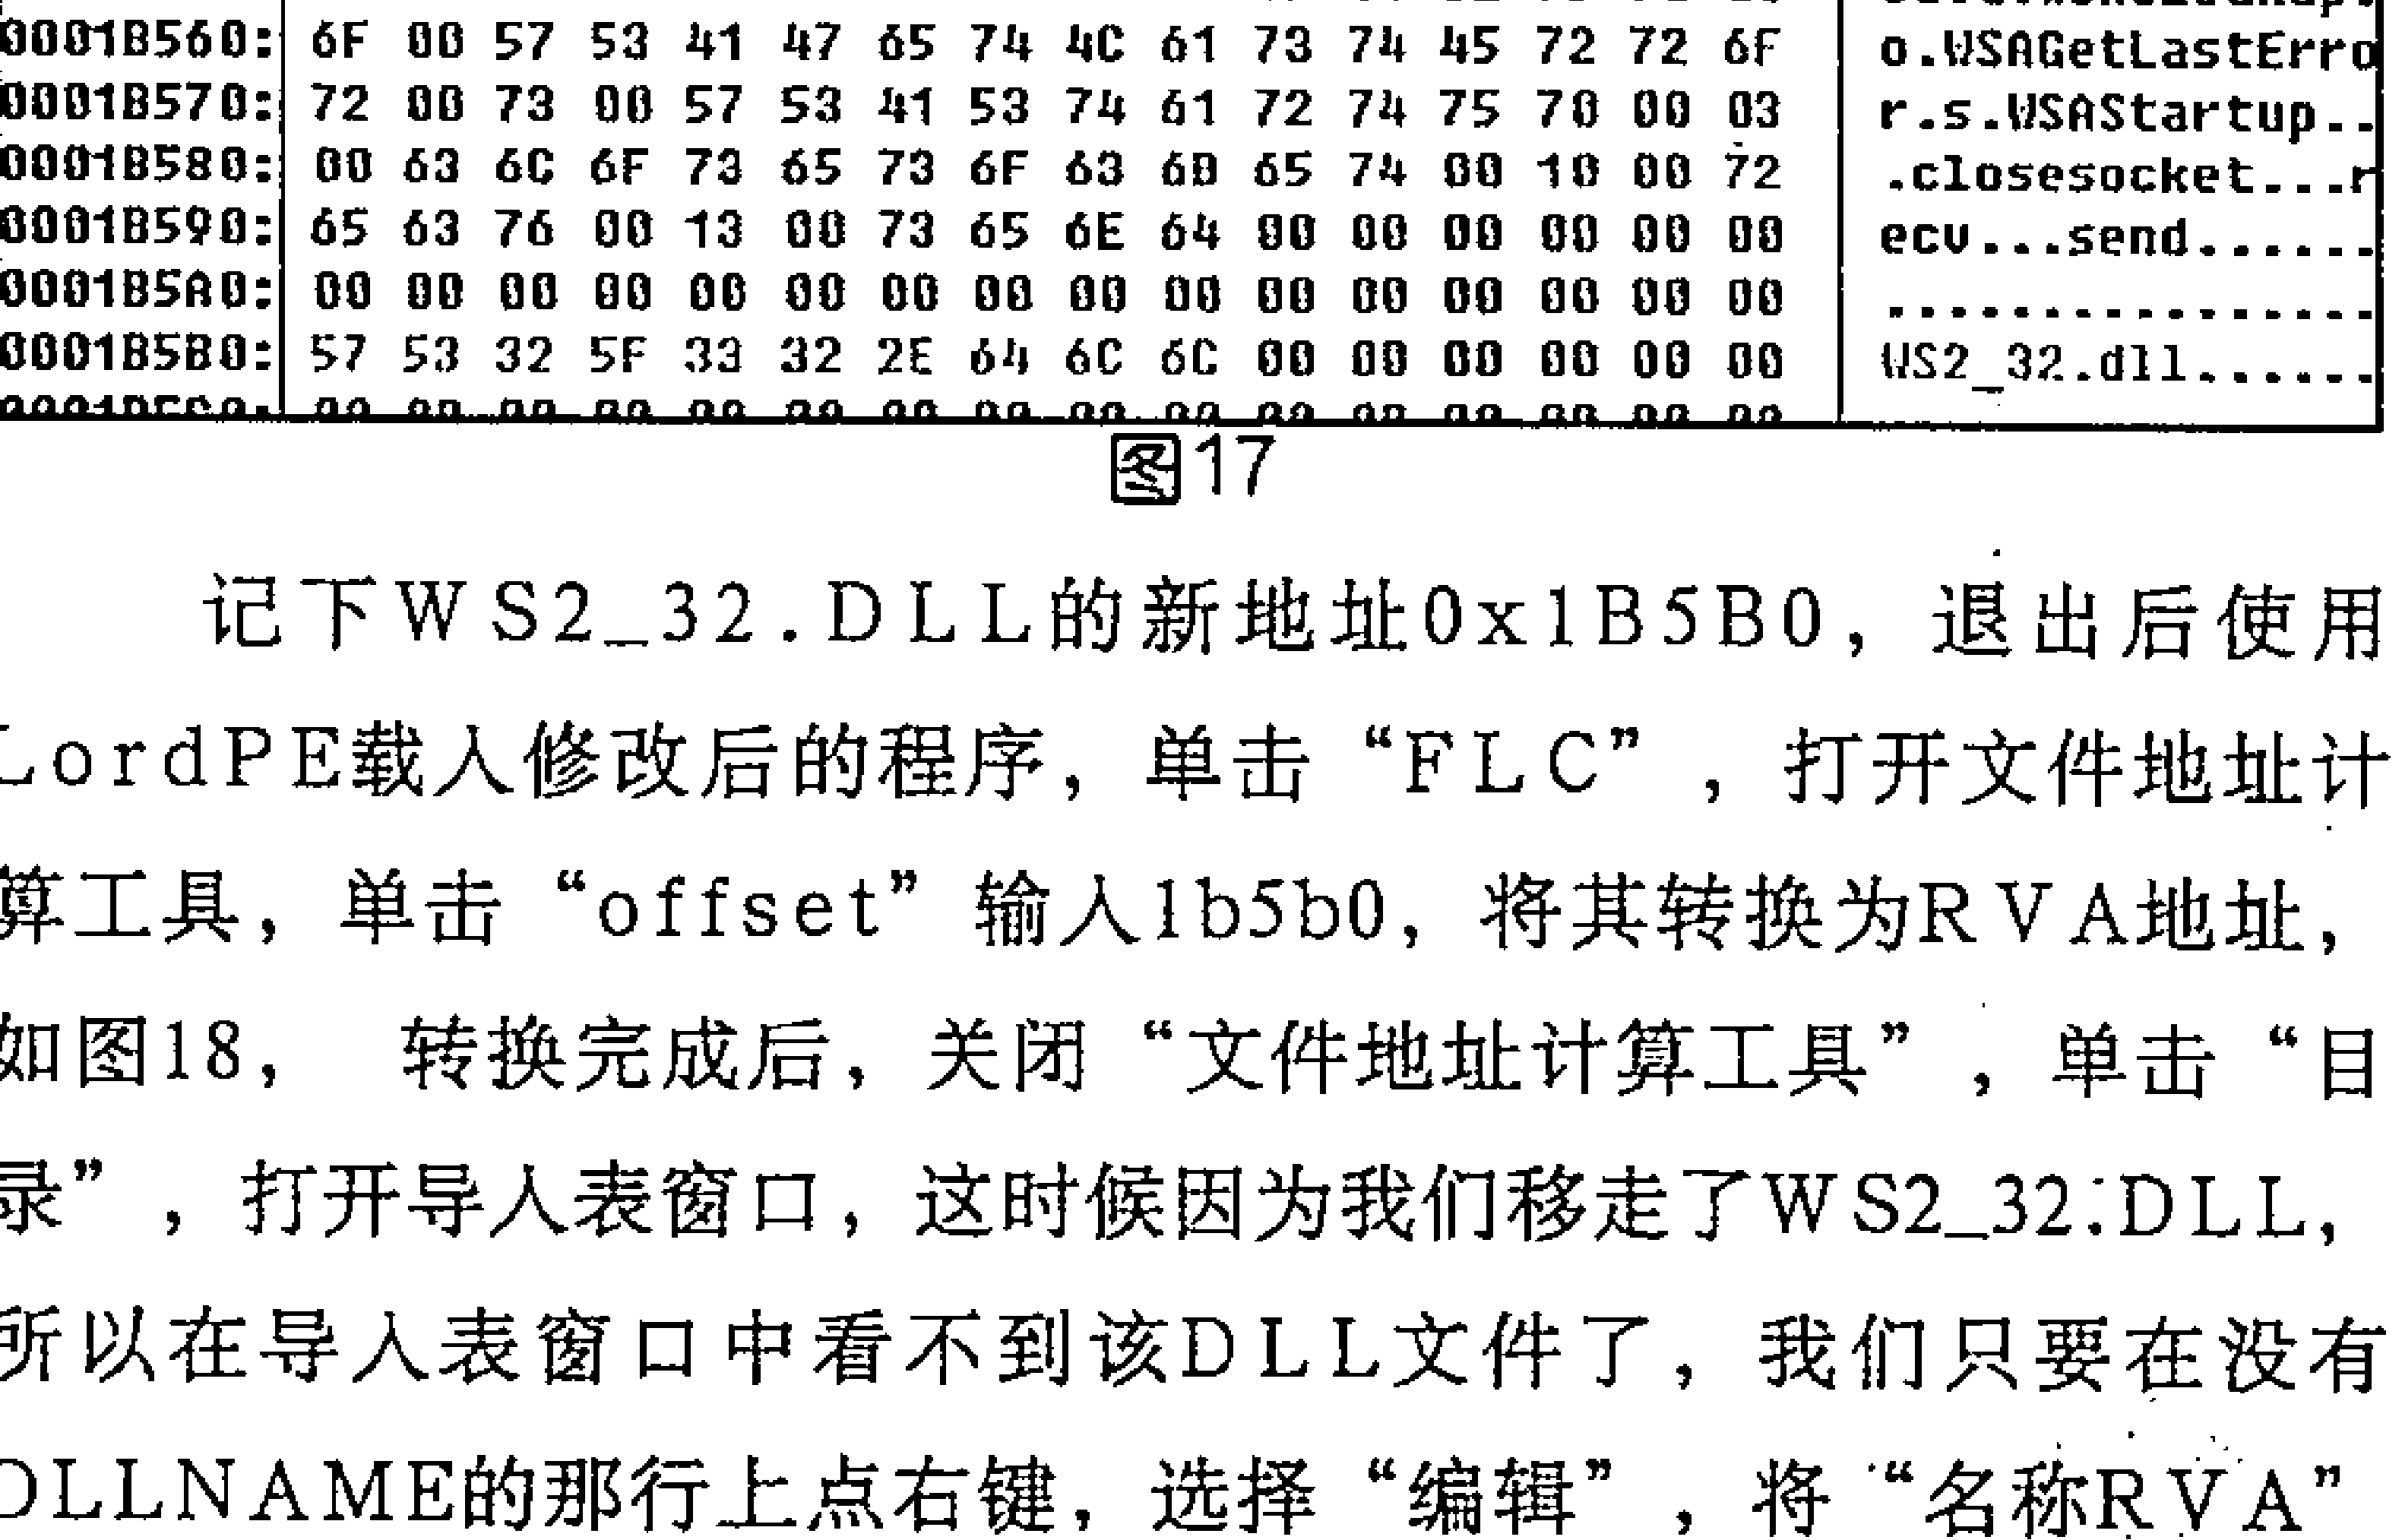 0001B560: 6F 00 57 53 41 47 65 74 4C 61 73 74 45 72 72 6F o.WSAGetLastErro
0001B570: 72 00 73 00 57 53 41 53 74 61 72 74 75 70 00 03 r.s.WSAStartup..
0001B580: 00 63 6C 6F 73 65 73 6F 63 6B 65 74 00 10 00 72 .closesocket...r
0001B590: 65 63 76 00 13 00 73 65 6E 64 00 00 00 00 00 00 ecv...send......
0001B5A0: 00 00 00 00 00 00 00 00 00 00 00 00 00 00 00 00 ................
0001B5B0: 57 53 32 5F 33 32 2E 64 6C 6C 00 00 00 00 00 00 WS2_32.dll......
图17
记下WS2_32.DLL的新地址0x1B5B0，退出后使用
LordPE载入修改后的程序，单击“FLC”，打开文件地址计
算工具，单击“offset”输入1b5b0，将其转换为RVA地址，
如图18， 转换完成后，关闭“文件地址计算工具”，单击“目
录”，打开导入表窗口，这时候因为我们移走了WS2_32.DLL，
所以在导入表窗口中看不到该DLL文件了，我们只要在没有
DLLNAME的那行上点右键，选择“编辑”，将“名称RVA”